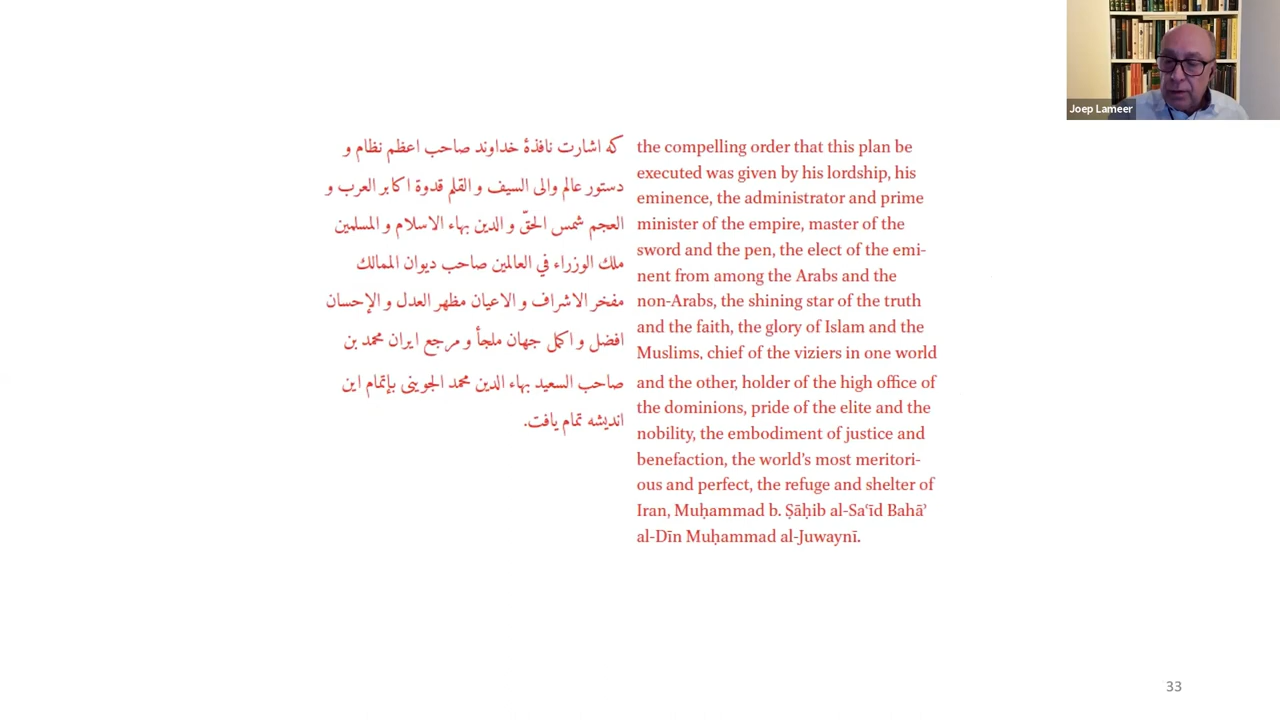 Joep Lameer
که اشارت نافذهٔ خداوند صاحب اعظم نظام و
دستور عالم والی السیف و القلم قدوة اکابر العرب و
العجم شمس الحقّ و الدین بهاء الاسلام و المسلمین
ملك الوزراء في العالمین صاحب دیوان الممالك
مفخر الاشراف و الاعیان مظهر العدل و الإحسان
افضل و اکمل جهان ملجأ و مرجع ایران محمد بن
صاحب السعید بهاء الدین محمد الجوینی بإتمام این
اندیشه تمام یافت.
the compelling order that this plan be
executed was given by his lordship, his
eminence, the administrator and prime
minister of the empire, master of the
sword and the pen, the elect of the emi-
nent from among the Arabs and the
non-Arabs, the shining star of the truth
and the faith, the glory of Islam and the
Muslims, chief of the viziers in one world
and the other, holder of the high office of
the dominions, pride of the elite and the
nobility, the embodiment of justice and
benefaction, the world’s most meritori-
ous and perfect, the refuge and shelter of
Iran, Muḥammad b. Ṣāḥib al-Saʿīd Bahāʾ
al-Dīn Muḥammad al-Juwaynī.
33